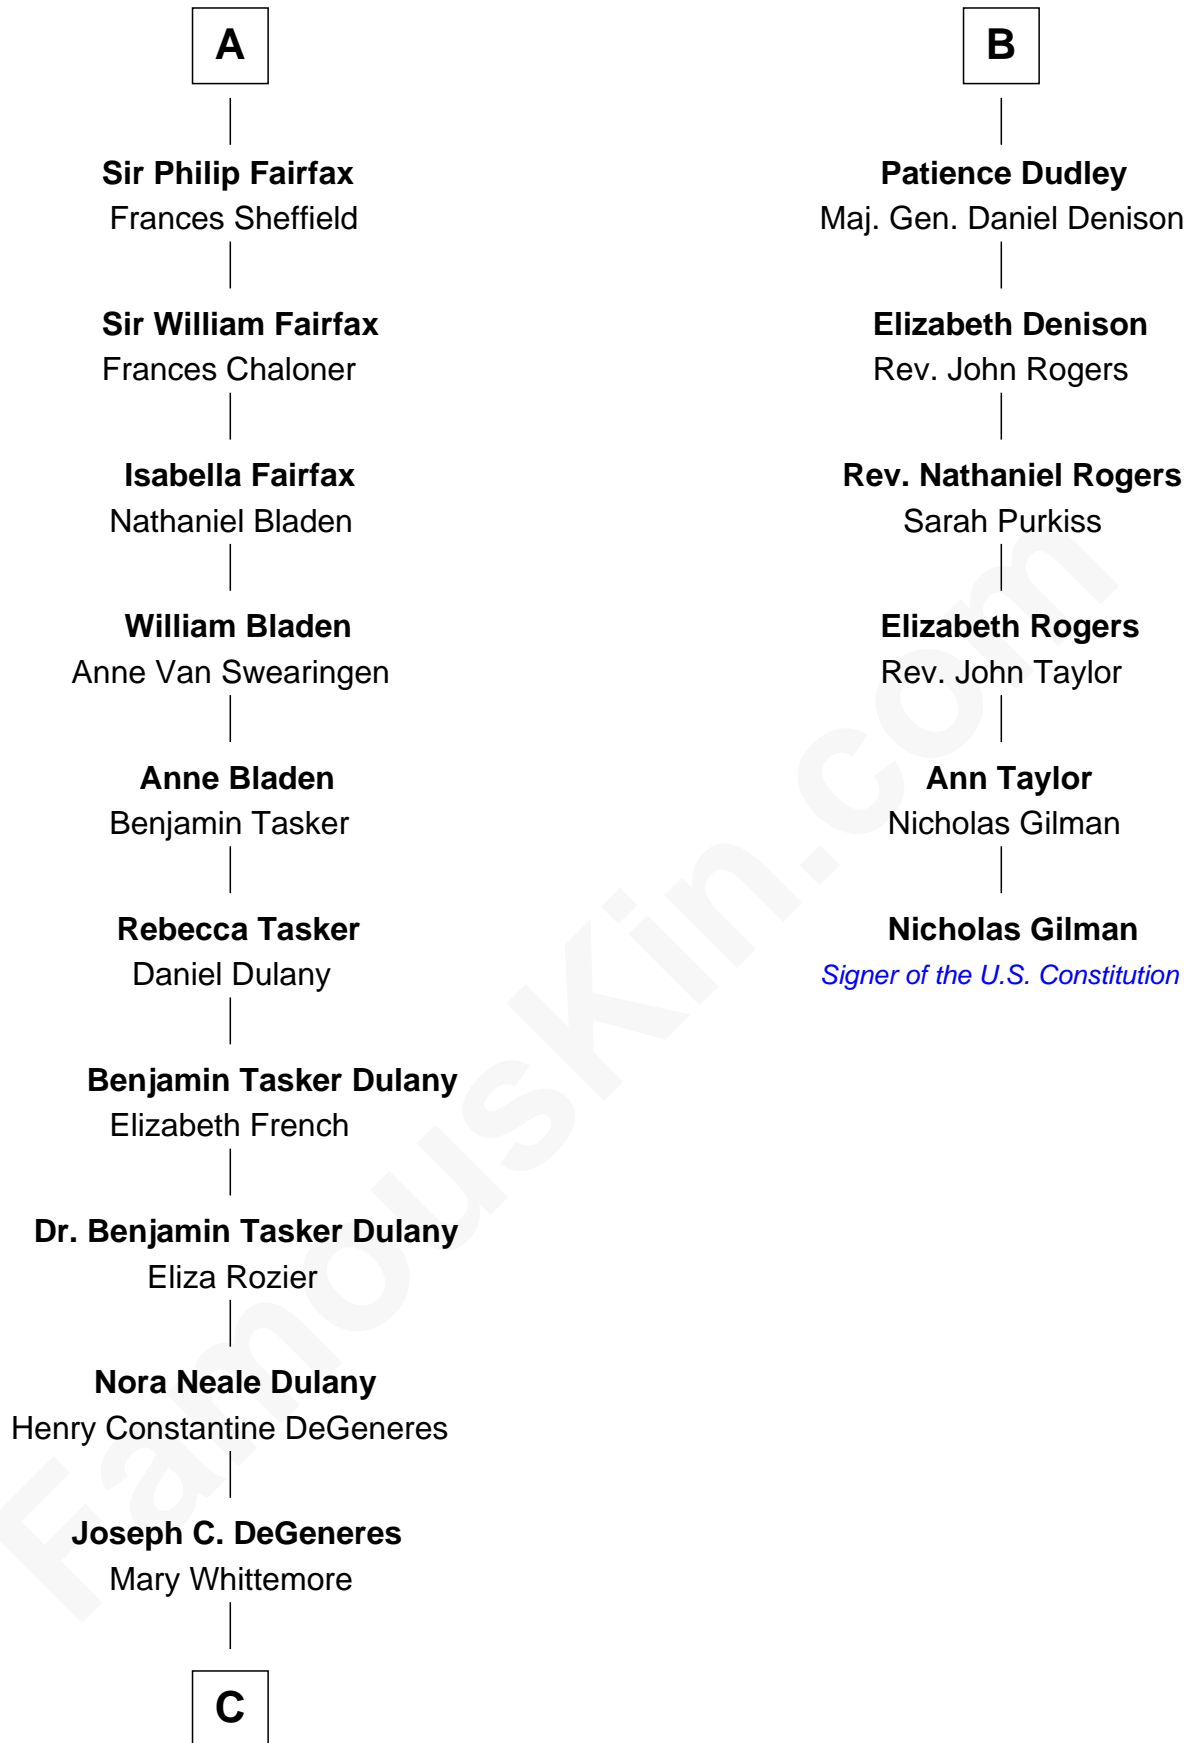 A
Sir Philip Fairfax
Frances Sheffield
Sir William Fairfax
Frances Chaloner
Isabella Fairfax
Nathaniel Bladen
William Bladen
Anne Van Swearingen
Anne Bladen
Benjamin Tasker
Rebecca Tasker
Daniel Dulany
Benjamin Tasker Dulany
Elizabeth French
Dr. Benjamin Tasker Dulany
Eliza Rozier
Nora Neale Dulany
Henry Constantine DeGeneres
Joseph C. DeGeneres
Mary Whittemore
C
B
Patience Dudley
Maj. Gen. Daniel Denison
Elizabeth Denison
Rev. John Rogers
Rev. Nathaniel Rogers
Sarah Purkiss
Elizabeth Rogers
Rev. John Taylor
Ann Taylor
Nicholas Gilman
Nicholas Gilman
Signer of the U.S. Constitution
FamousKin.com